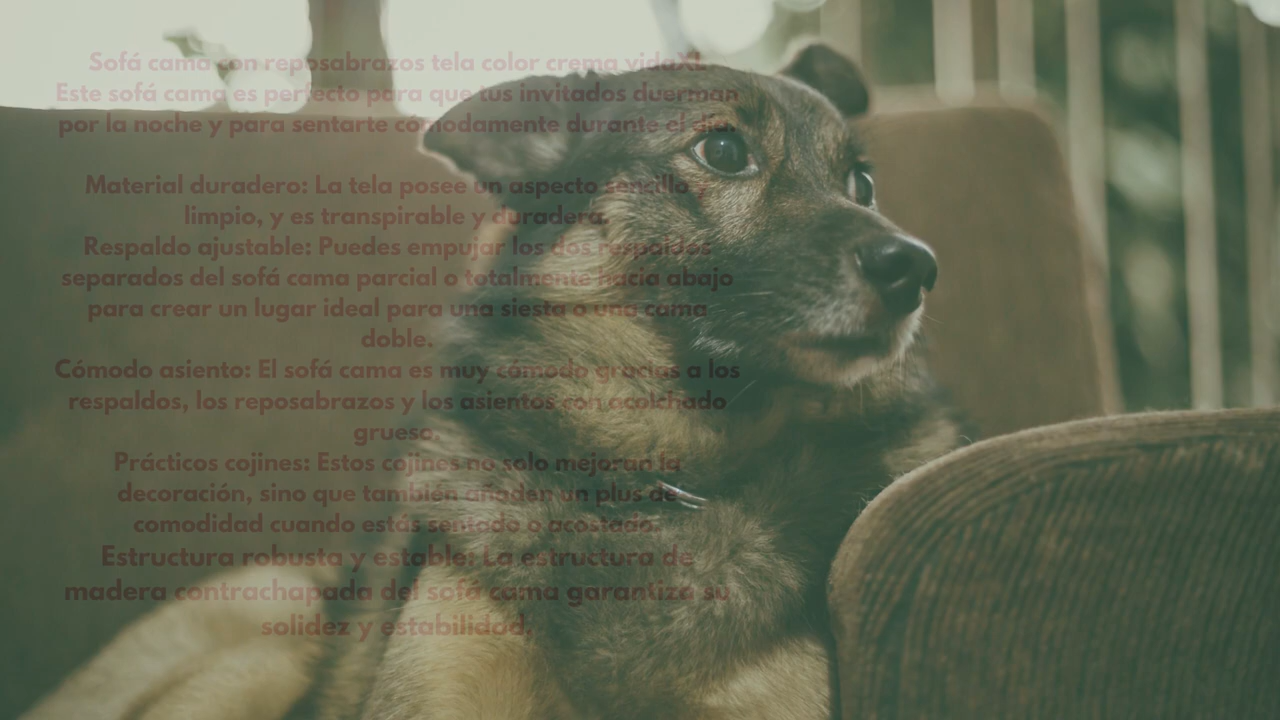 Sofá cama con reposabrazos tela color crema vidaXL
Este sofá cama es perfecto para que tus invitados duerman
por la noche y para sentarte comodamente durante el día.
Material duradero: La tela posee un aspecto sencillo y
limpio, y es transpirable y duradera.
Respaldo ajustable: Puedes empujar los dos respaldos
separados del sofá cama parcial o totalmente hacia abajo
para crear un lugar ideal para una siesta o una cama
doble.
Cómodo asiento: El sofá cama es muy cómodo gracias a los
respaldos, los reposabrazos y los asientos con acolchado
grueso.
Prácticos cojines: Estos cojines no solo mejoran la
decoración, sino que también añaden un plus de
comodidad cuando estás sentado o acostado.
Estructura robusta y estable: La estructura de
madera contrachapada del sofá cama garantiza su
solidez y estabilidad.